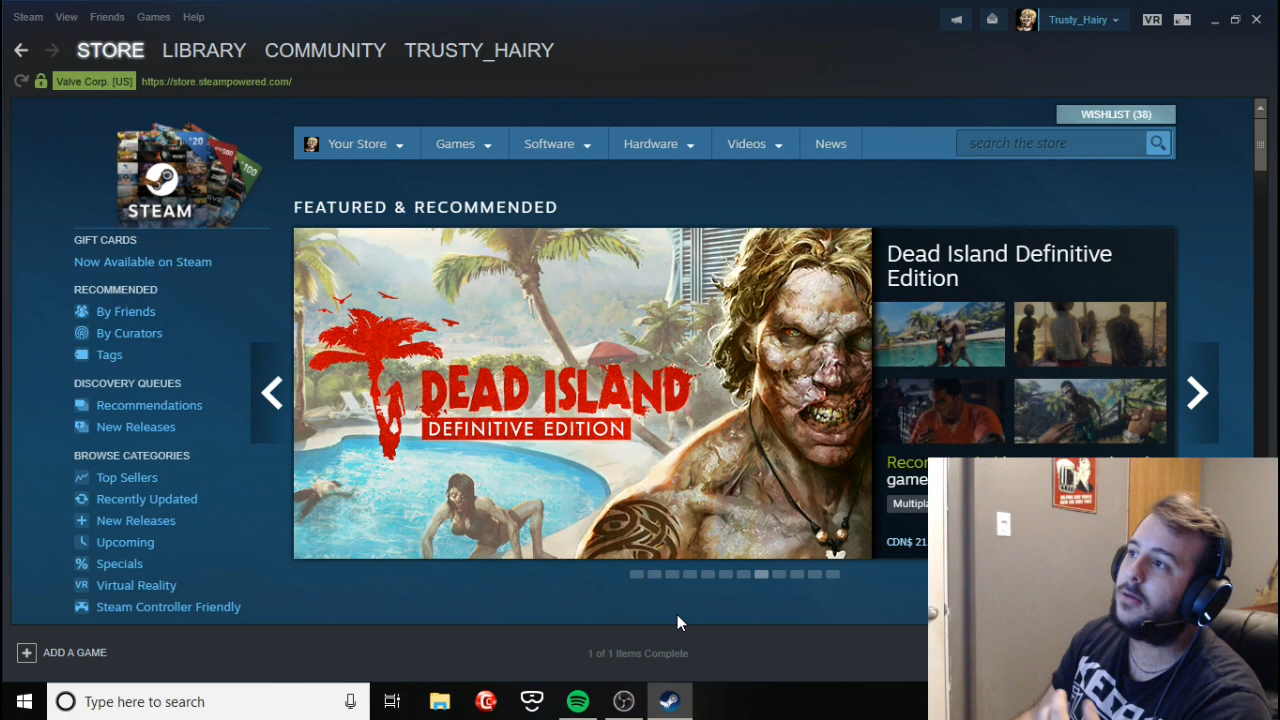 Steam View Friends Games Help
Trusty_Hairy VR
STORE LIBRARY COMMUNITY TRUSTY_HAIRY
Valve Corp. [US] https://store.steampowered.com/
WISHLIST (38)
Your Store Games Software Hardware Videos News search the store
$20
100
STEAM
FEATURED & RECOMMENDED
GIFT CARDS
Now Available on Steam
RECOMMENDED
By Friends
By Curators
Tags
DISCOVERY QUEUES
Recommendations
New Releases
BROWSE CATEGORIES
Top Sellers
Recently Updated
New Releases
Upcoming
Specials
VR Virtual Reality
Steam Controller Friendly
DEAD ISLAND
DEFINITIVE EDITION
Dead Island Definitive
Edition
Recor
game
Multipla
CDN$ 21.
ADD A GAME
1 of 1 Items Complete
Type here to search